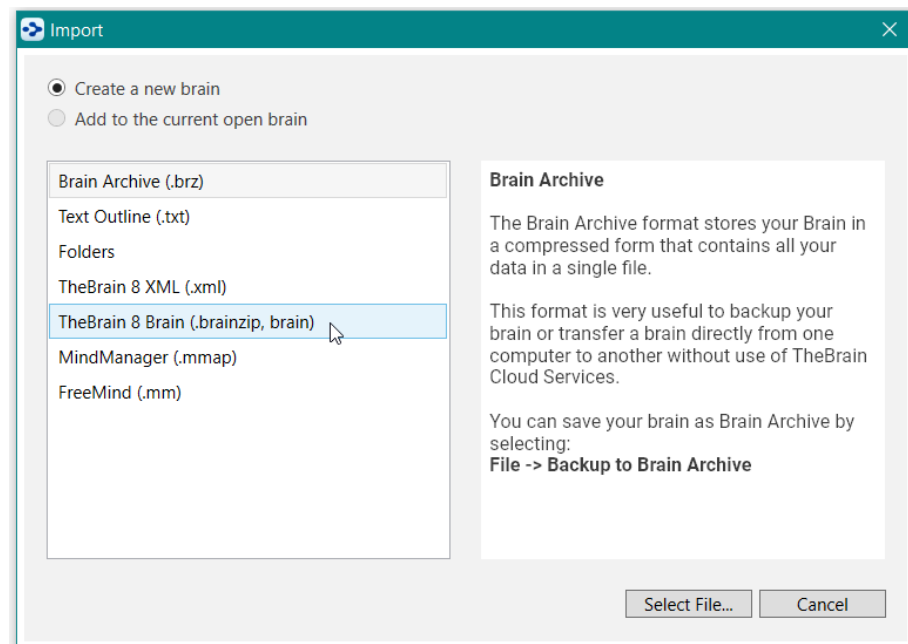 Import
Create a new brain
Add to the current open brain
Brain Archive (.brz)
Text Outline (.txt)
Folders
TheBrain 8 XML (.xml)
TheBrain 8 Brain (.brainzip, brain)
MindManager (.mmap)
FreeMind (.mm)
Brain Archive
The Brain Archive format stores your Brain in
a compressed form that contains all your
data in a single file.
This format is very useful to backup your
brain or transfer a brain directly from one
computer to another without use of TheBrain
Cloud Services.
You can save your brain as Brain Archive by
selecting:
File -> Backup to Brain Archive
Select File...
Cancel